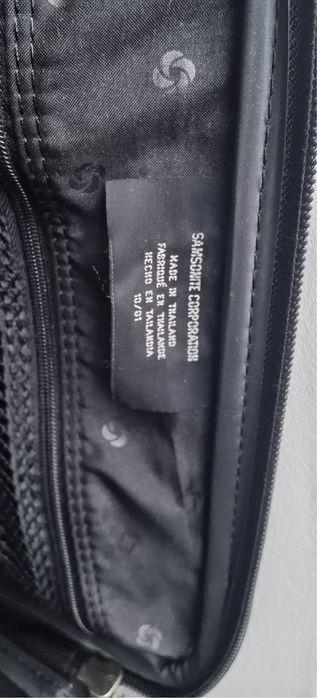 SAMSONITE CORPORATION
MADE IN THAILAND
FABRIQUÉ EN THAILANDE
HECHO EN TAILANDIA
10/01